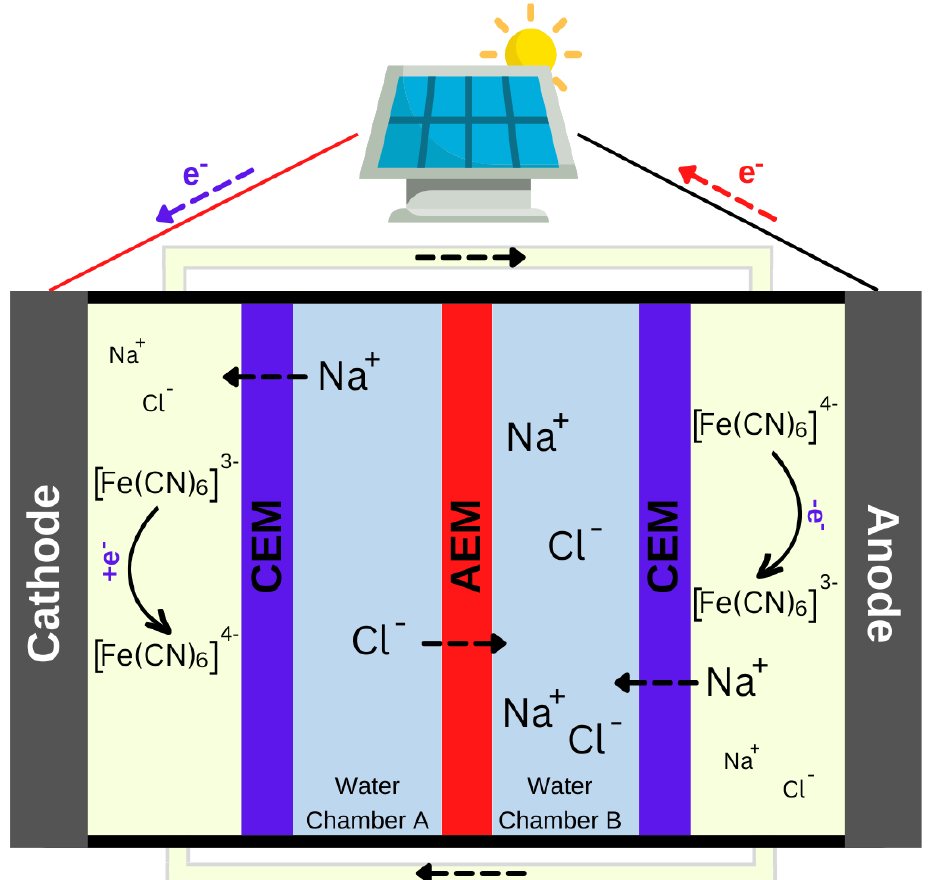 e-
e-
Na+
Cl-
[Fe(CN)6]3-
+e-
[Fe(CN)6]4-
Cathode
CEM
Na+
Cl-
Water
Chamber A
AEM
Na+
Cl-
Na+
Cl-
Water
Chamber B
CEM
[Fe(CN)6]4-
-e-
[Fe(CN)6]3-
Na+
Na+
Cl-
Anode